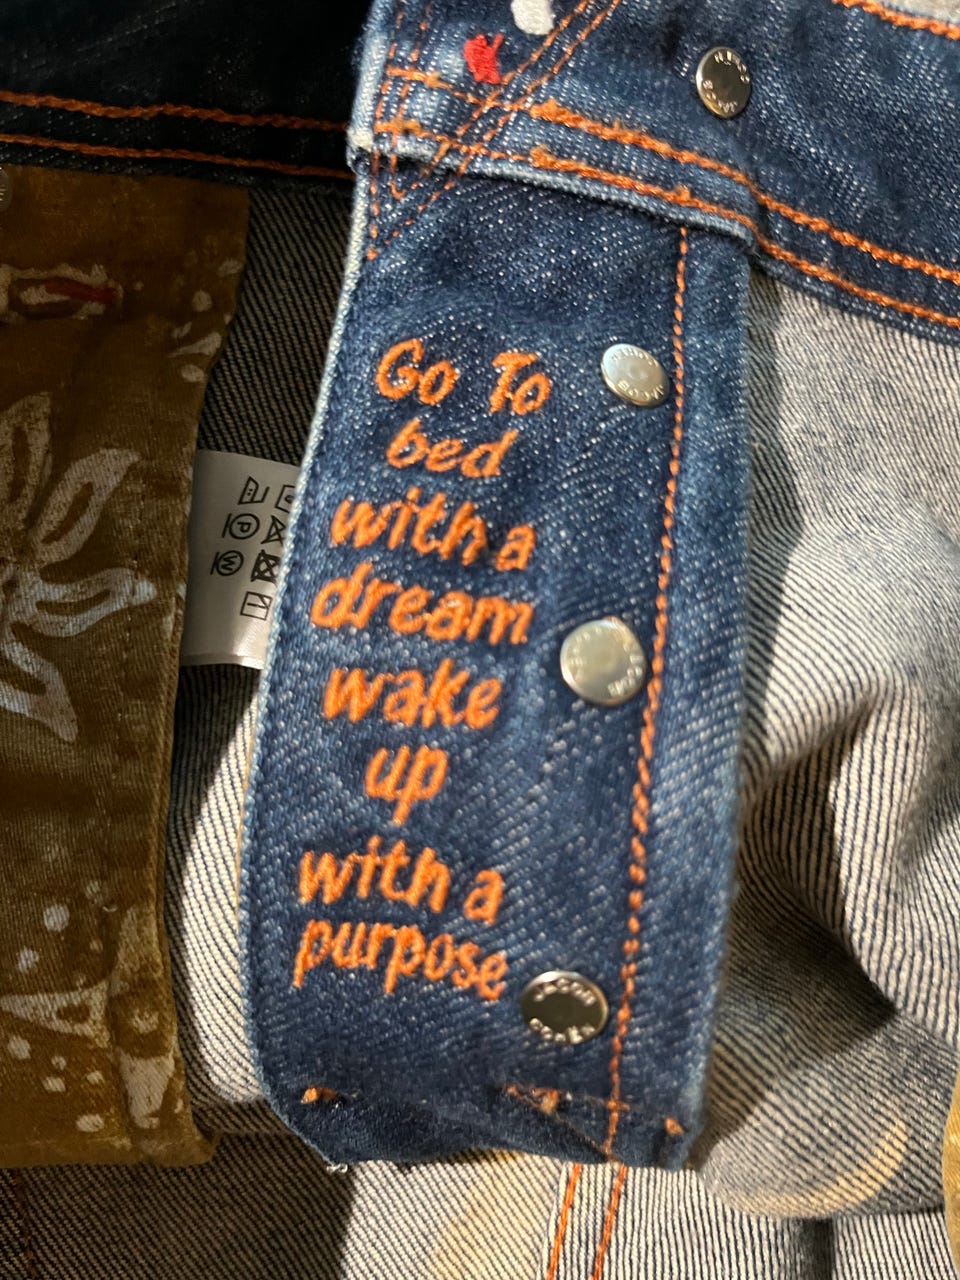 Go To
bed
with a
dream
wake
up
with a
purpose
P
W